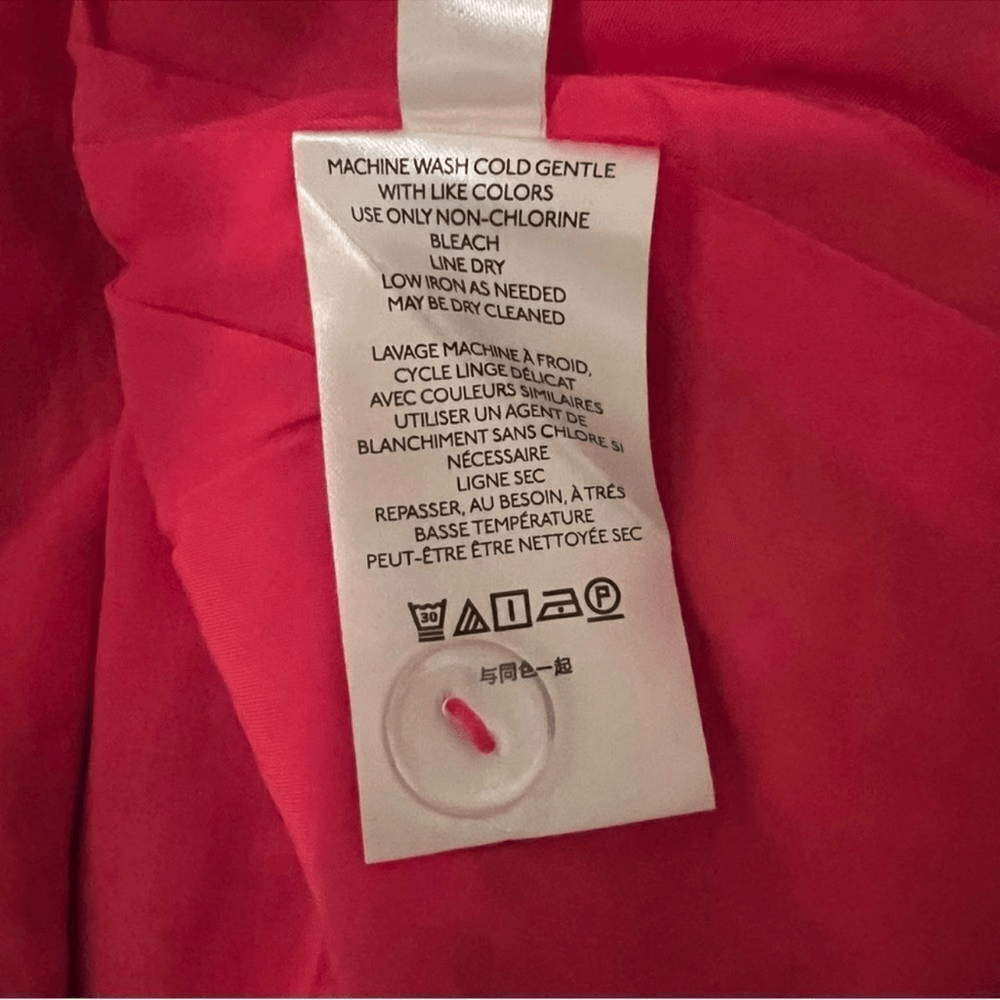 MACHINE WASH COLD GENTLE
WITH LIKE COLORS
USE ONLY NON-CHLORINE
BLEACH
LINE DRY
LOW IRON AS NEEDED
MAY BE DRY CLEANED
LAVAGE MACHINE À FROID,
CYCLE LINGE DÉLICAT
AVEC COULEURS SIMILAIRES
UTILISER UN AGENT DE
BLANCHIMENT SANS CHLORE SI
NÉCESSAIRE
LIGNE SEC
REPASSER, AU BESOIN, À TRÉS
BASSE TEMPÉRATURE
PEUT-ÊTRE ÊTRE NETTOYÉE SEC
30 P
与同色一起